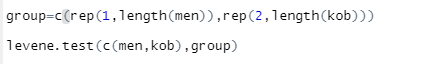 group=c(rep(1,length(men)),rep(2,length(kob)))
levene.test(c(men,kob),group)